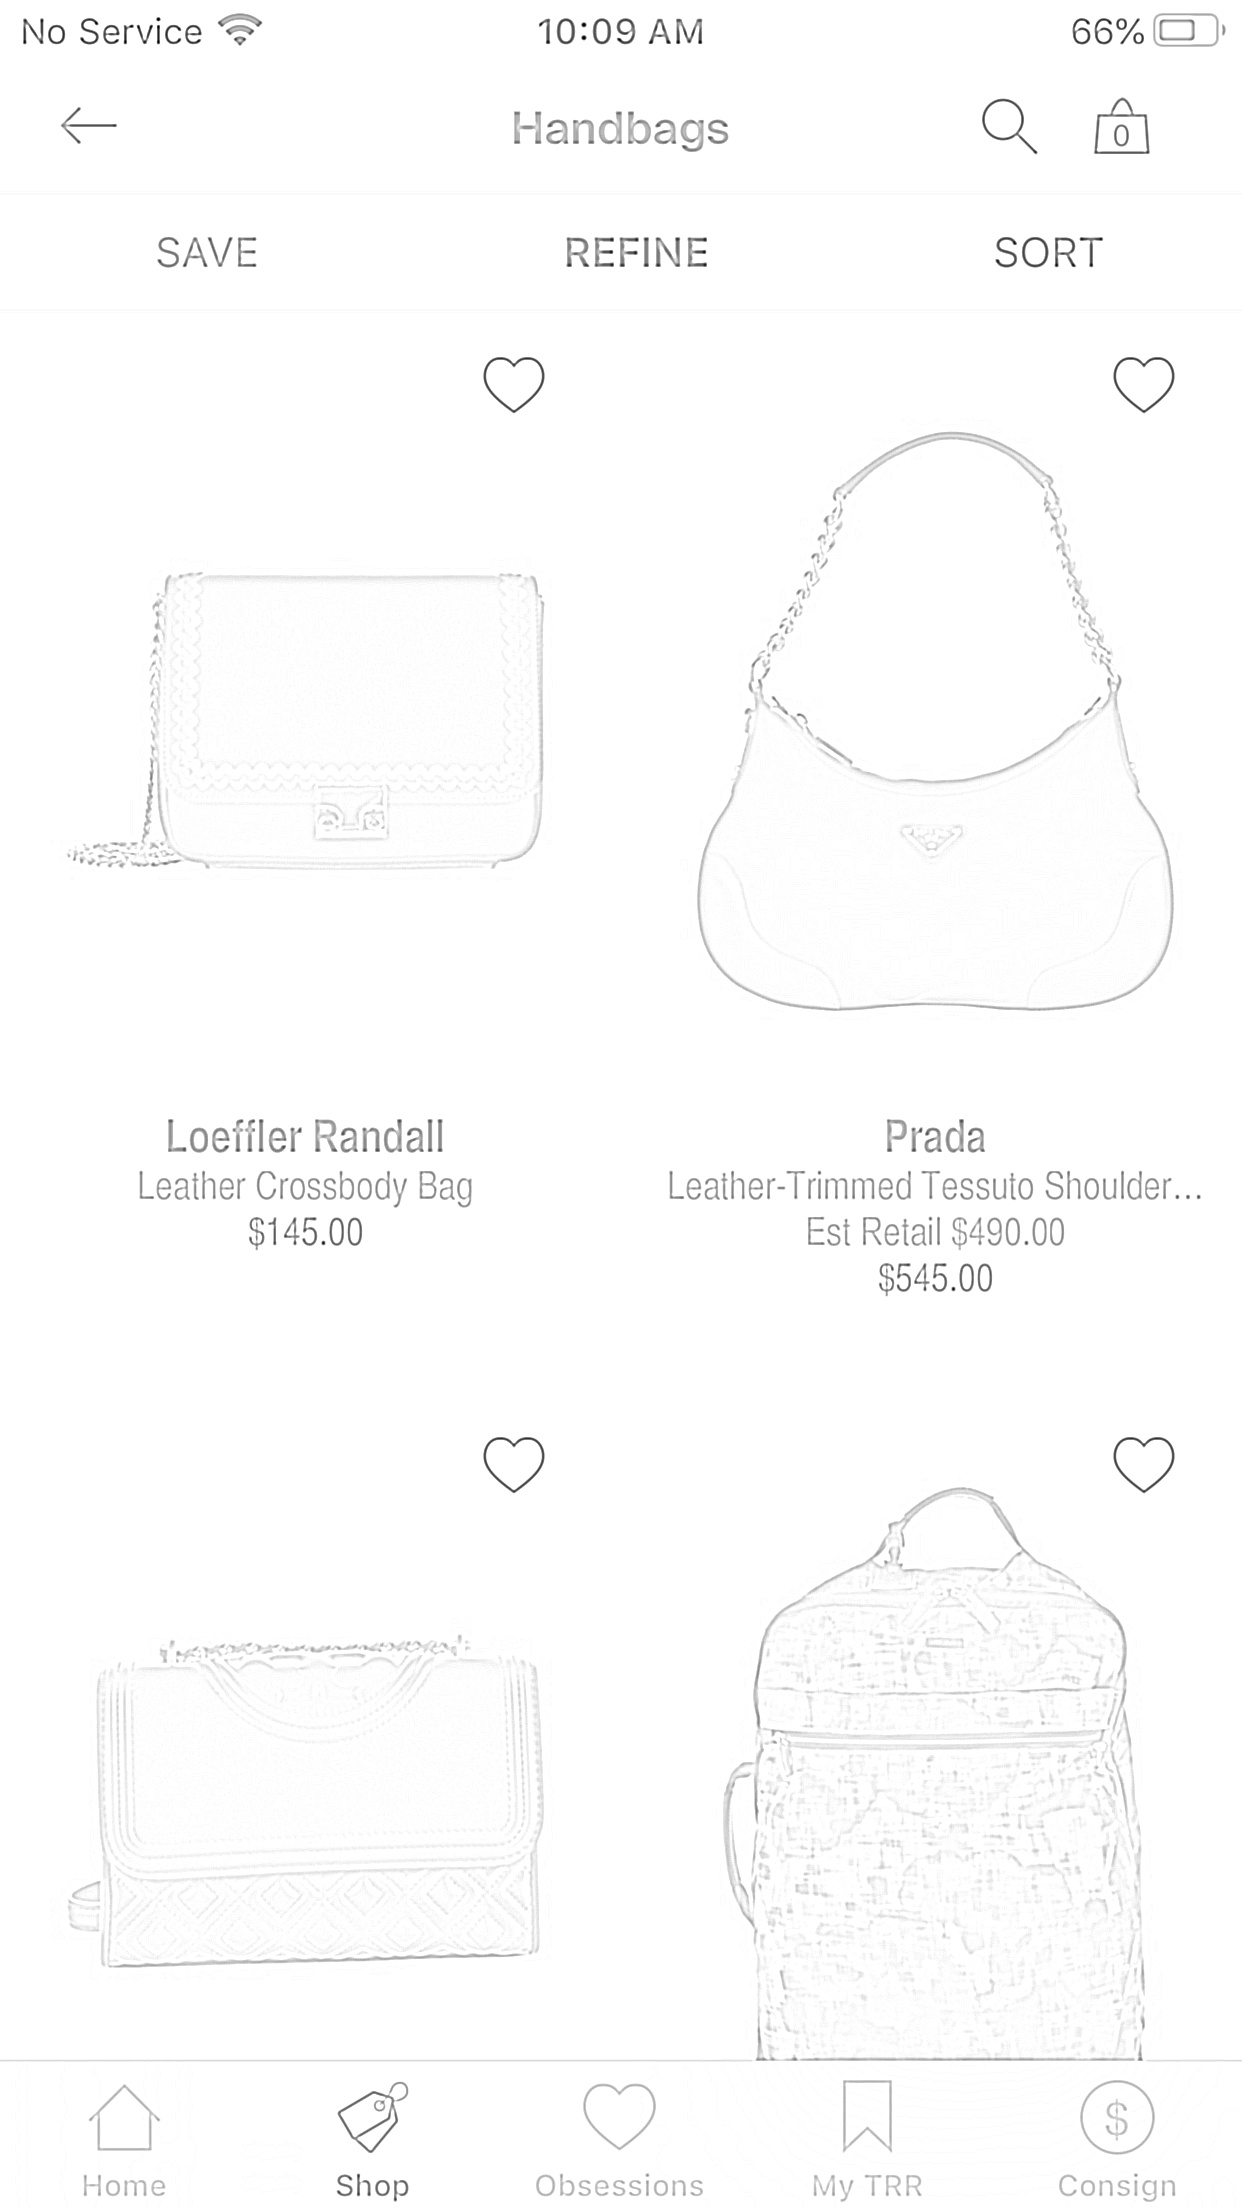 No Service 10:09 AM 66%
Handbags 0
SAVE REFINE SORT
Loeffler Randall
Leather Crossbody Bag
$145.00
Prada
Leather-Trimmed Tessuto Shoulder...
Est Retail $490.00
$545.00
Home Shop Obsessions My TRR Consign